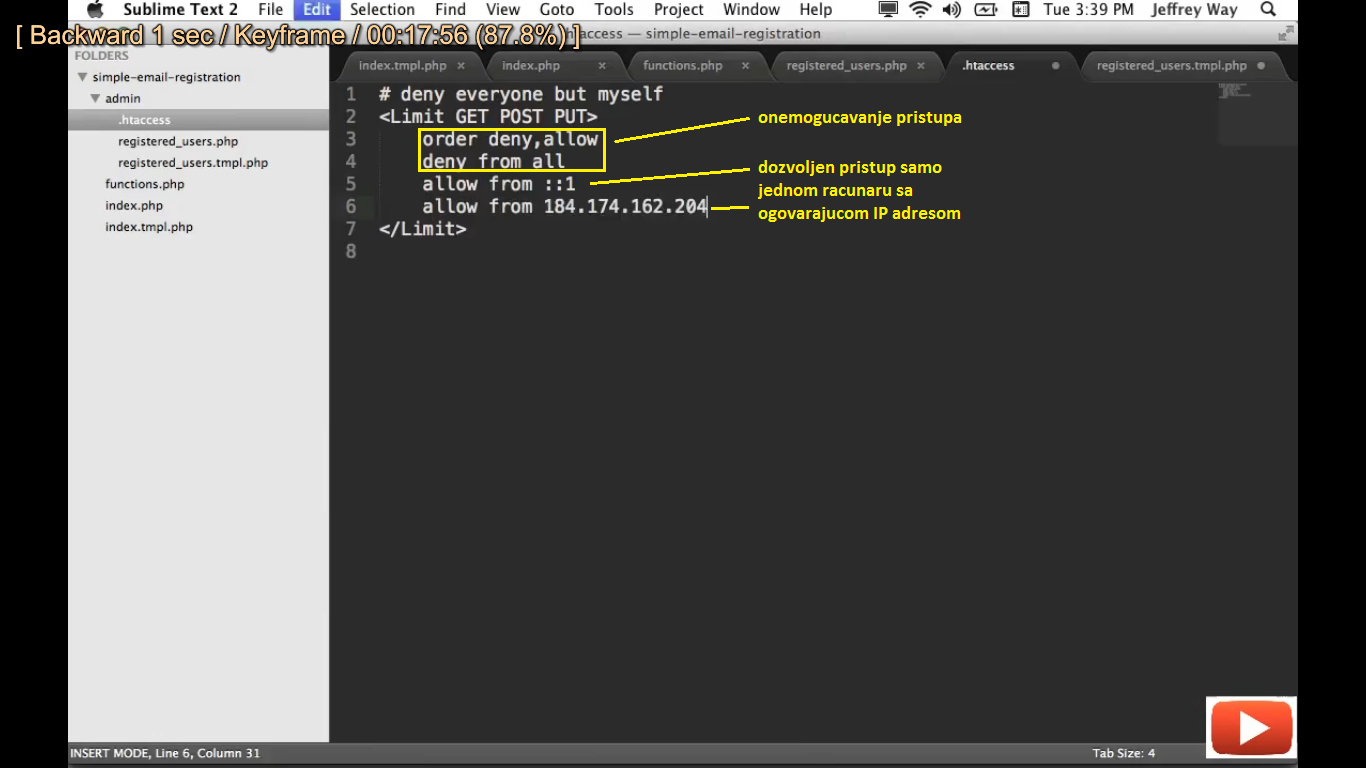 Sublime Text 2 File Edit Selection Find View Goto Tools Project Window Help Tue 3:39 PM Jeffrey Way
[ Backward 1 sec / Keyframe / 00:17:56 (87.8%) ]
htaccess — simple-email-registration
FOLDERS
simple-email-registration
admin
.htaccess
registered_users.php
registered_users.tmpl.php
functions.php
index.php
index.tmpl.php
index.tmpl.php × index.php × functions.php × registered_users.php × .htaccess registered_users.tmpl.php
1 # deny everyone but myself
2 <Limit GET POST PUT>
3 order deny,allow
4 deny from all
5 allow from ::1
6 allow from 184.174.162.204
7 </Limit>
8
onemogucavanje pristupa
dozvoljen pristup samo
jednom racunaru sa
ogovarajucom IP adresom
INSERT MODE, Line 6, Column 31
Tab Size: 4